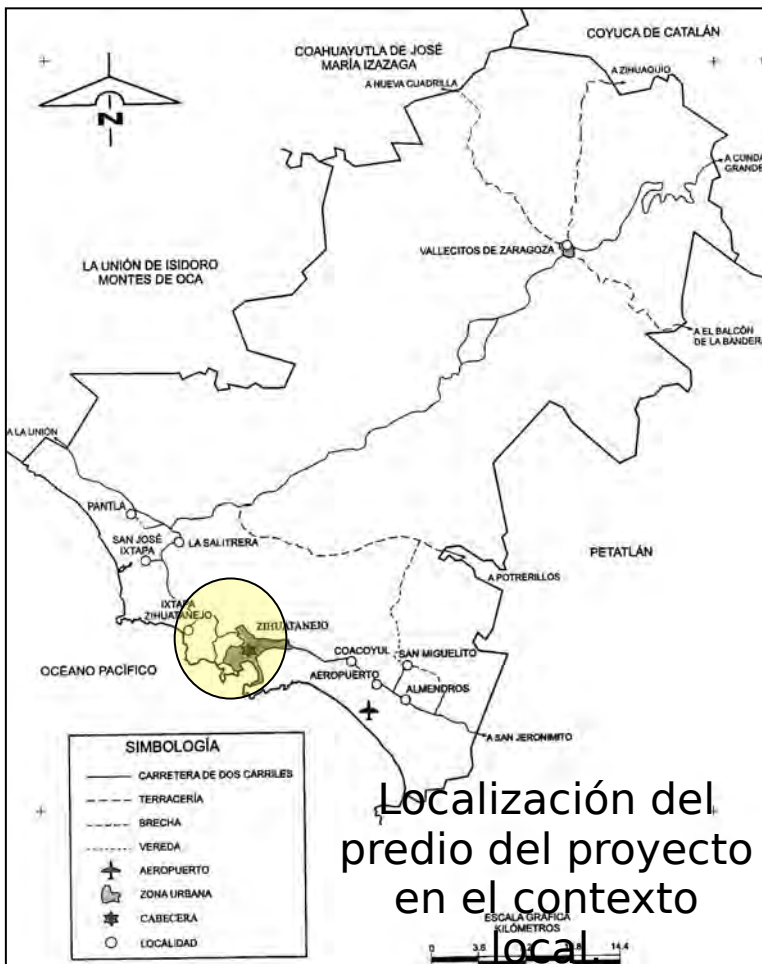 COYUCA DE CATALÁN
COAHUAYUTLA DE JOSÉ
MARÍA IZAZAGA
A ZIHUAQUIO
A NUEVA CUADRILLA
N
A CONDA
GRANDE
VALLECITOS DE ZARAGOZA
LA UNIÓN DE ISIDORO
MONTES DE OCA
A EL BALCÓN
DE LA BANDERA
A LA UNIÓN
PANTLA
SAN JOSÉ
IXTAPA
LA SALITRERA
PETATLÁN
A POTRERILLOS
IXTAPA
ZIHUATANEJO
ZIHUATANEJO
COACOYUL
SAN MIGUELITO
OCÉANO PACÍFICO
AEROPUERTO
ALMENDROS
A SAN JERONIMITO
SIMBOLOGÍA
CARRETERA DE DOS CARRILES
TERRACERÍA
BRECHA
VEREDA
AEROPUERTO
ZONA URBANA
CABECERA
LOCALIDAD
Localización del
predio del proyecto
en el contexto
local.
ESCALA GRÁFICA
KILÓMETROS
0 3.6 14.4